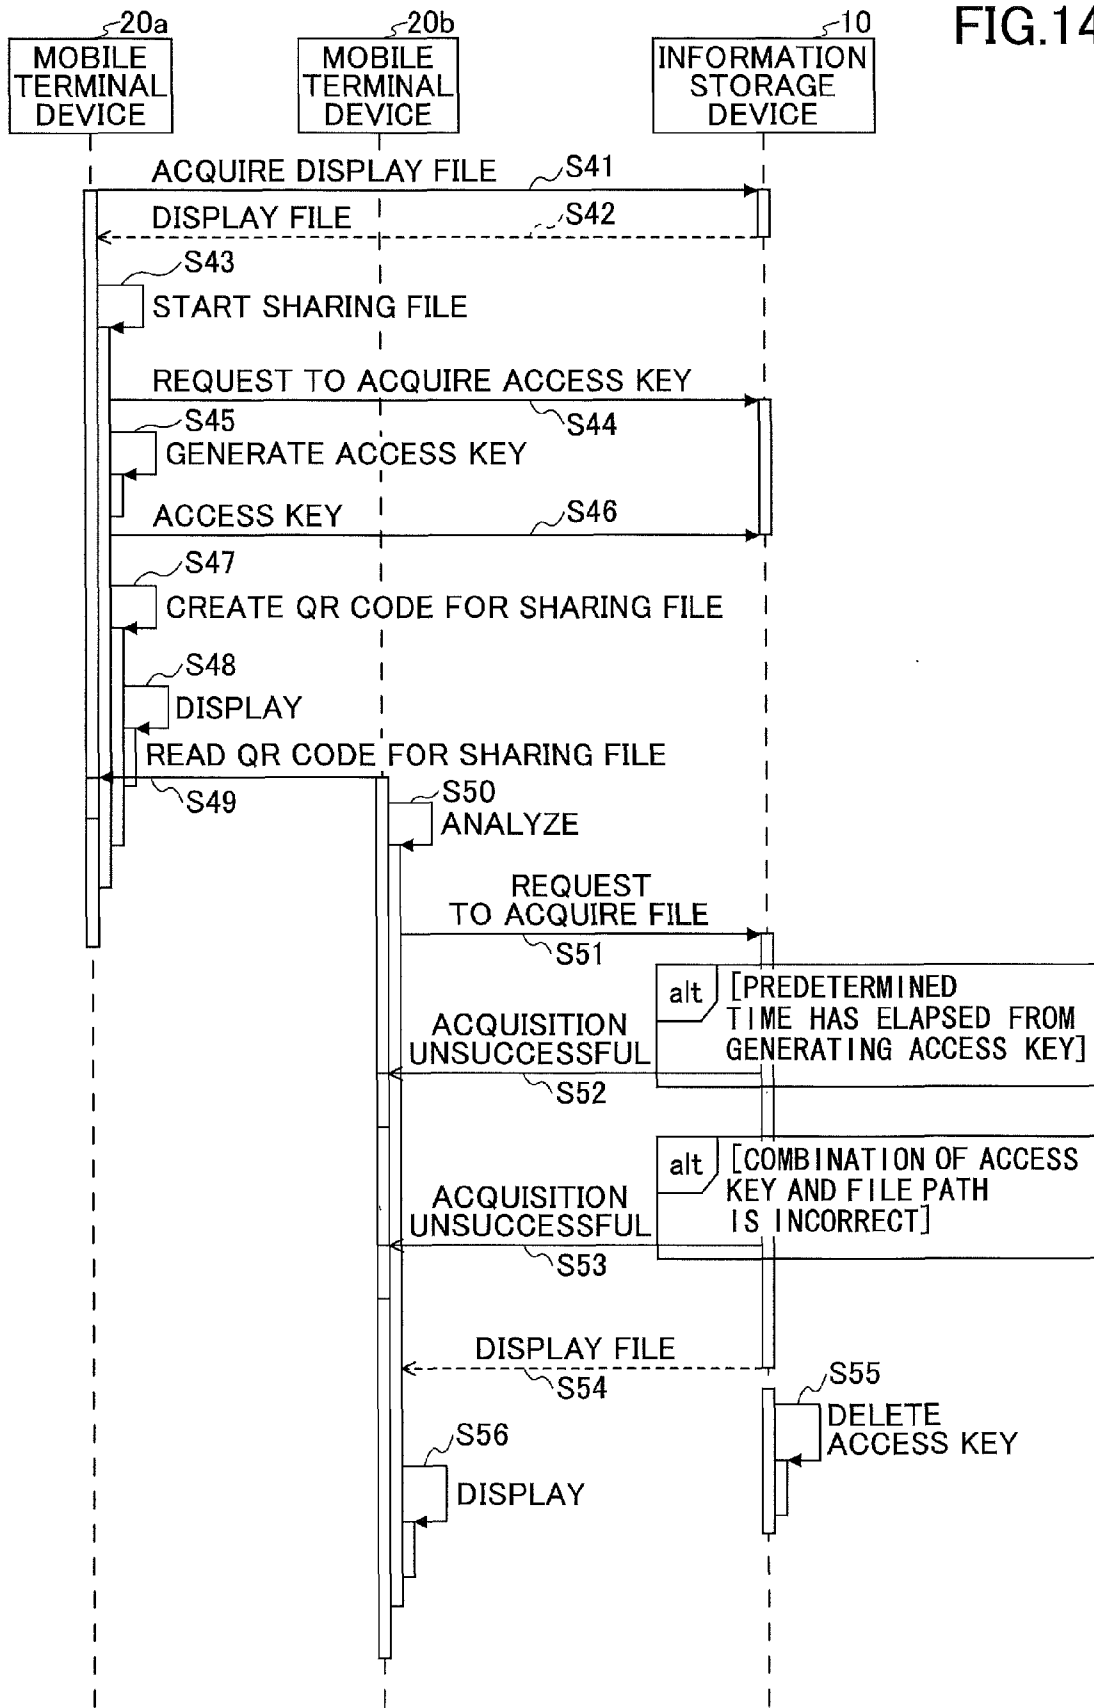 20a
20b
10
FIG.14
MOBILE
TERMINAL
DEVICE
MOBILE
TERMINAL
DEVICE
INFORMATION
STORAGE
DEVICE
ACQUIRE DISPLAY FILE
S41
DISPLAY FILE
S42
S43
START SHARING FILE
REQUEST TO ACQUIRE ACCESS KEY
S44
S45
GENERATE ACCESS KEY
ACCESS KEY
S46
S47
CREATE QR CODE FOR SHARING FILE
S48
DISPLAY
READ QR CODE FOR SHARING FILE
S49
S50
ANALYZE
REQUEST
TO ACQUIRE FILE
S51
alt
[PREDETERMINED
TIME HAS ELAPSED FROM
GENERATING ACCESS KEY]
ACQUISITION
UNSUCCESSFUL
S52
alt
[COMBINATION OF ACCESS
KEY AND FILE PATH
IS INCORRECT]
ACQUISITION
UNSUCCESSFUL
S53
DISPLAY FILE
S54
S55
DELETE
ACCESS KEY
S56
DISPLAY